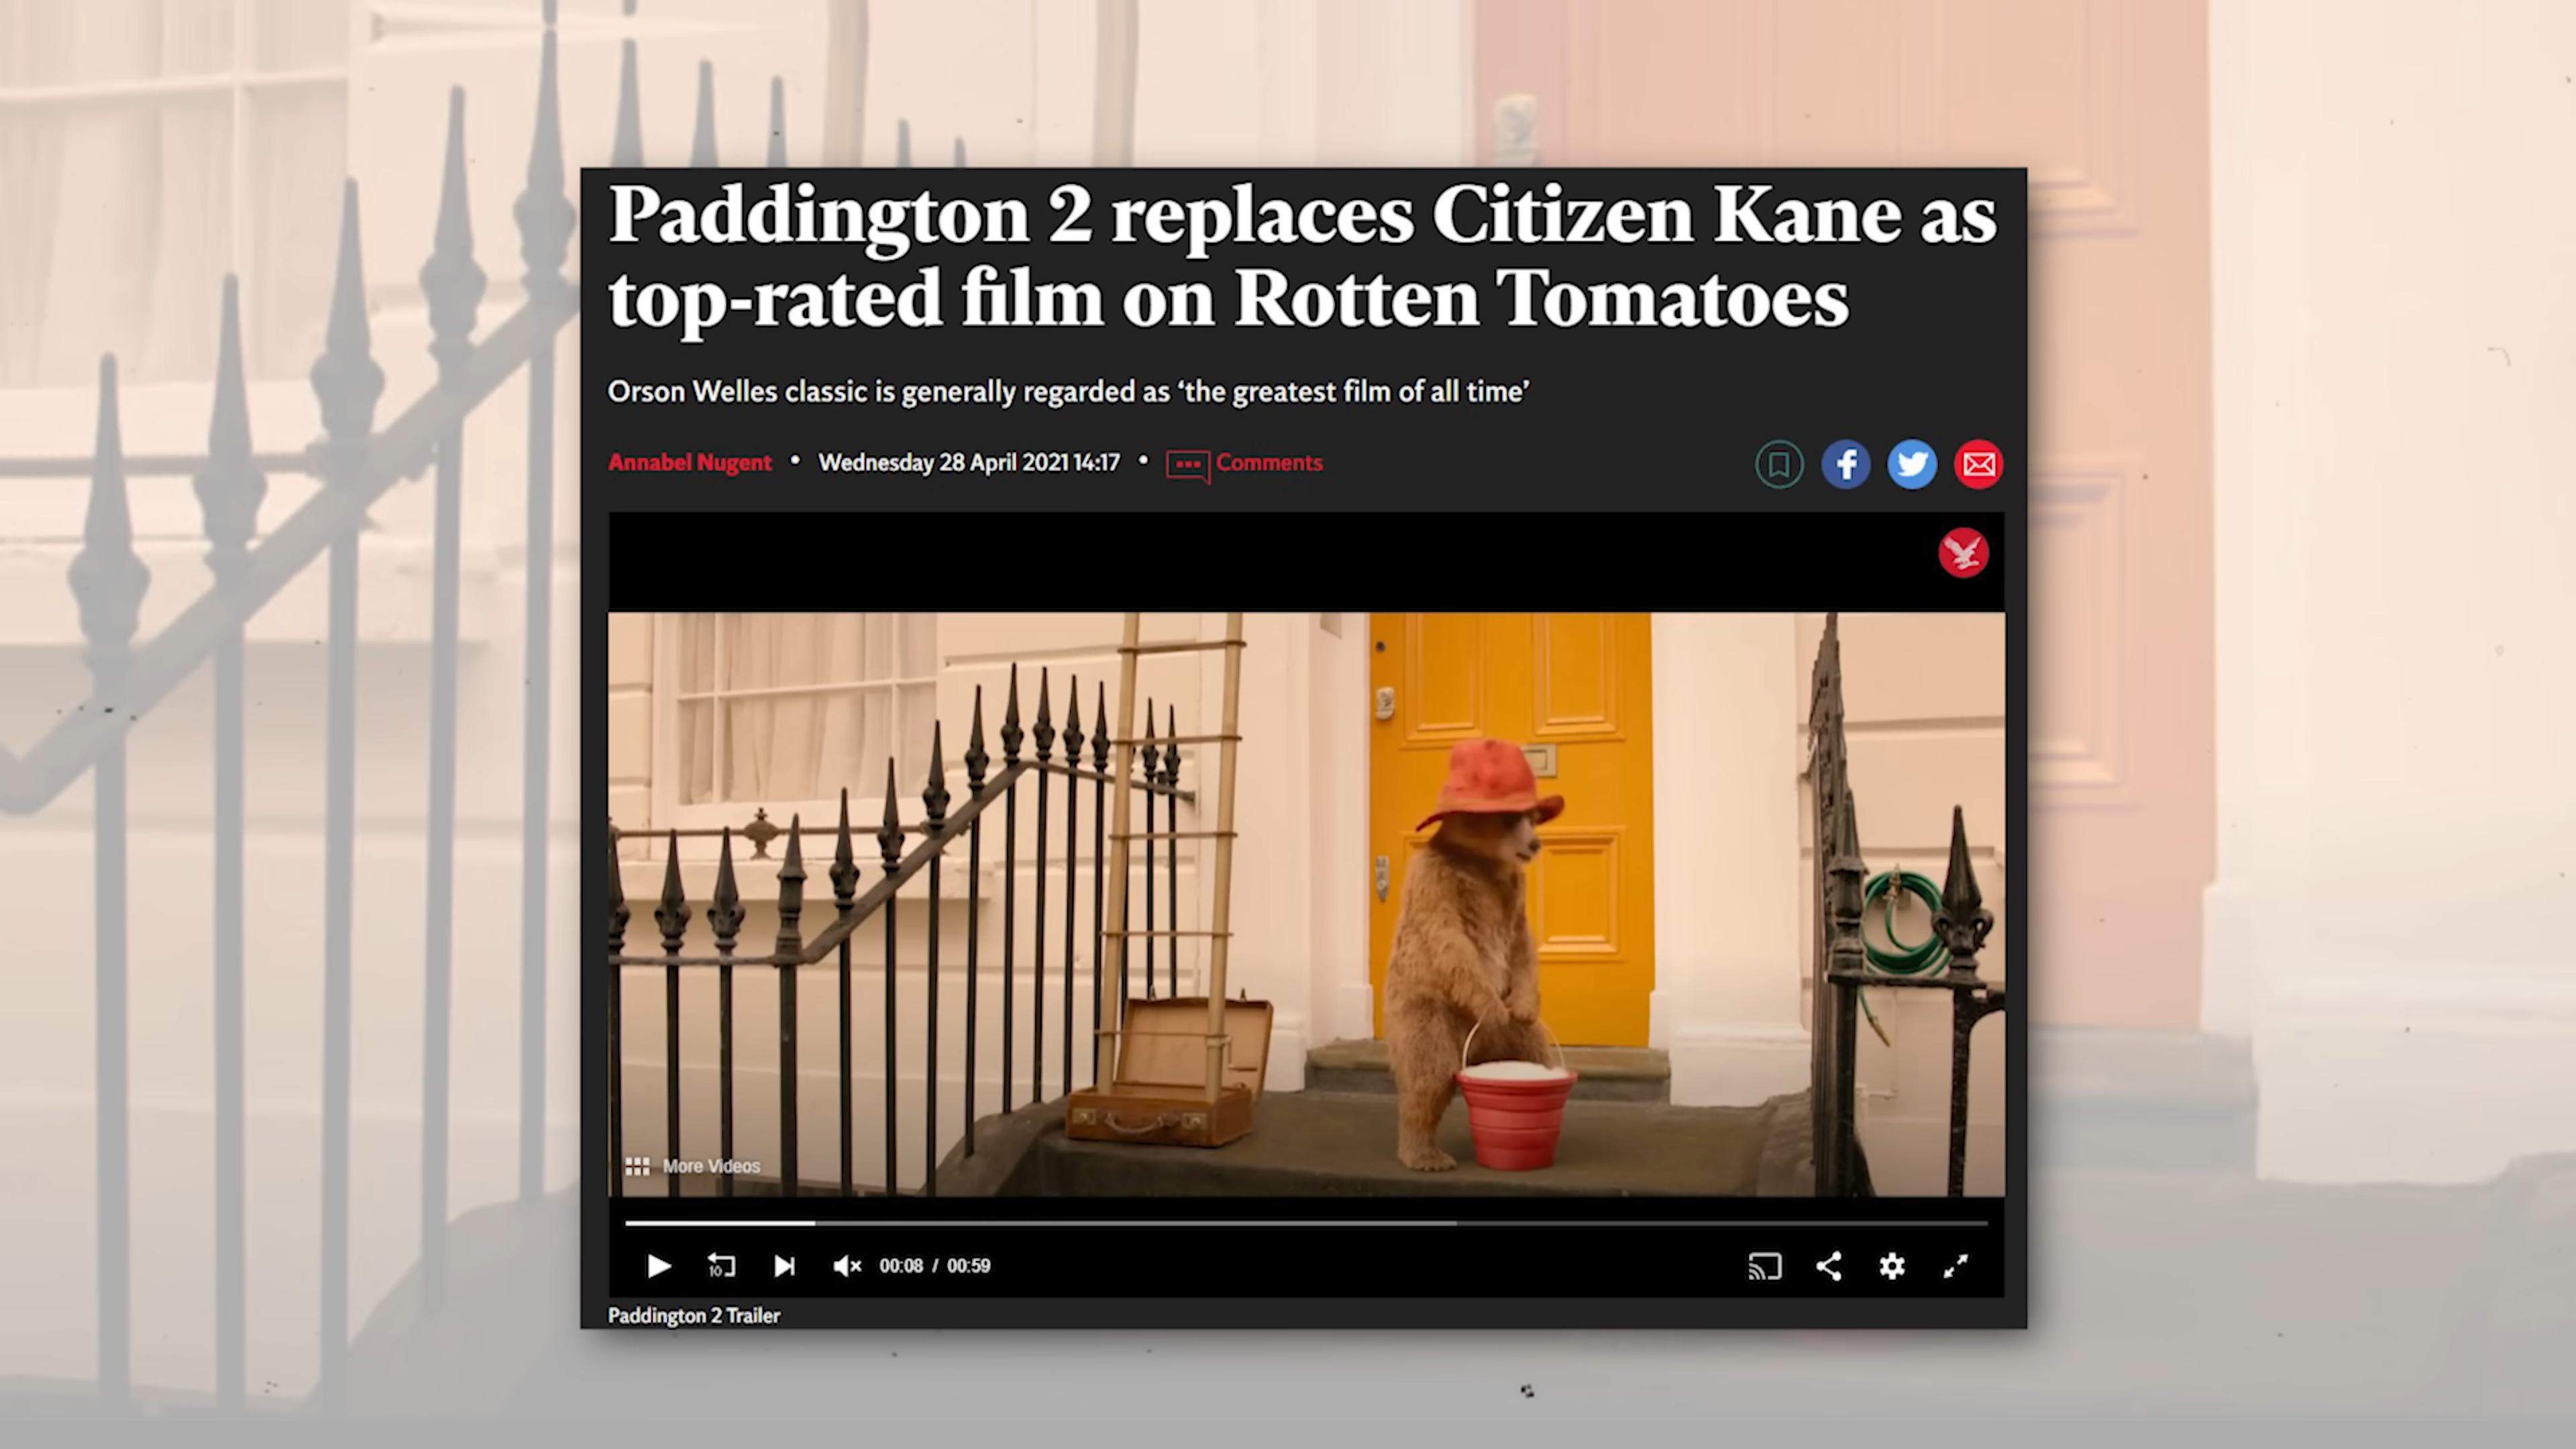 Paddington 2 replaces Citizen Kane as
top-rated film on Rotten Tomatoes
Orson Welles classic is generally regarded as ‘the greatest film of all time’
Annabel Nugent • Wednesday 28 April 2021 14:17 • Comments
More Videos
10 00:08 / 00:59
Paddington 2 Trailer